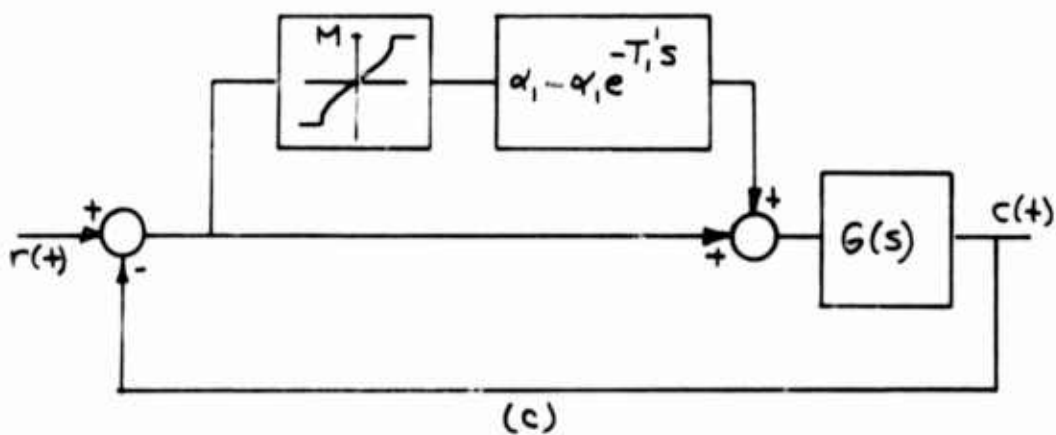 M
α₁ - α₁e^{-T₁'s}
+
+
+
r(t)
-
G(s)
c(t)
(c)